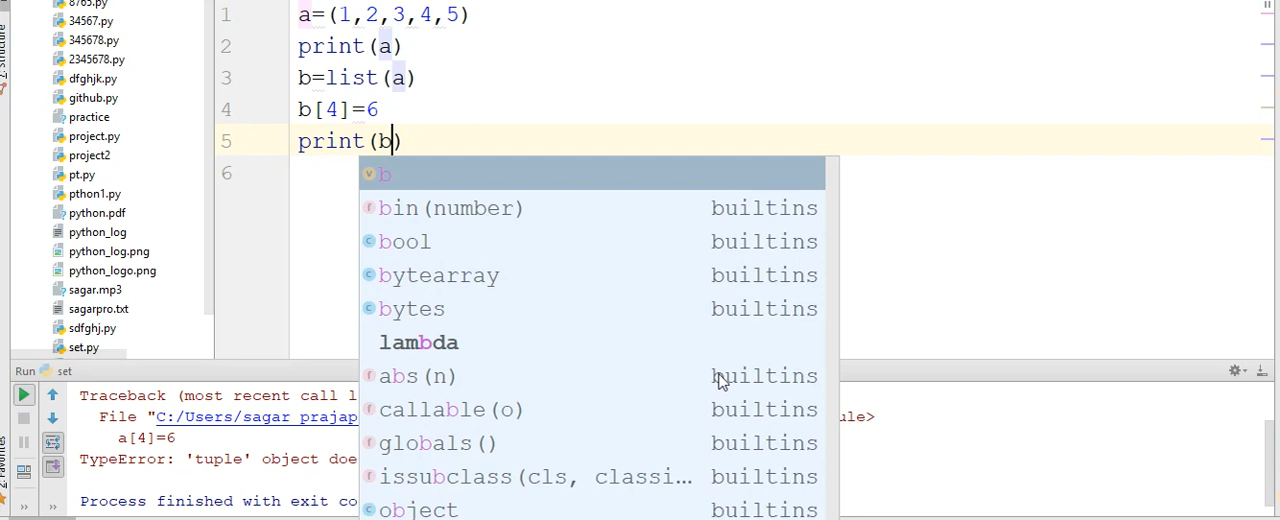 8765.py
34567.py
345678.py
2345678.py
dfghjk.py
github.py
practice
project.py
project2
pt.py
pthon1.py
python.pdf
python_log
python_log.png
python_logo.png
sagar.mp3
sagarpro.txt
sdfghj.py
set.py
Z: Structure
2: Favorites
1 a=(1,2,3,4,5)
2 print(a)
3 b=list(a)
4 b[4]=6
5 print(b)
6
v b
f bin(number) builtins
c bool builtins
c bytearray builtins
c bytes builtins
lambda
f abs(n) builtins
f callable(o) builtins
f globals() builtins
f issubclass(cls, classi... builtins
c object builtins
Run set
Traceback (most recent call l
File "C:/Users/sagar prajap ule>
a[4]=6
TypeError: 'tuple' object doe
Process finished with exit co